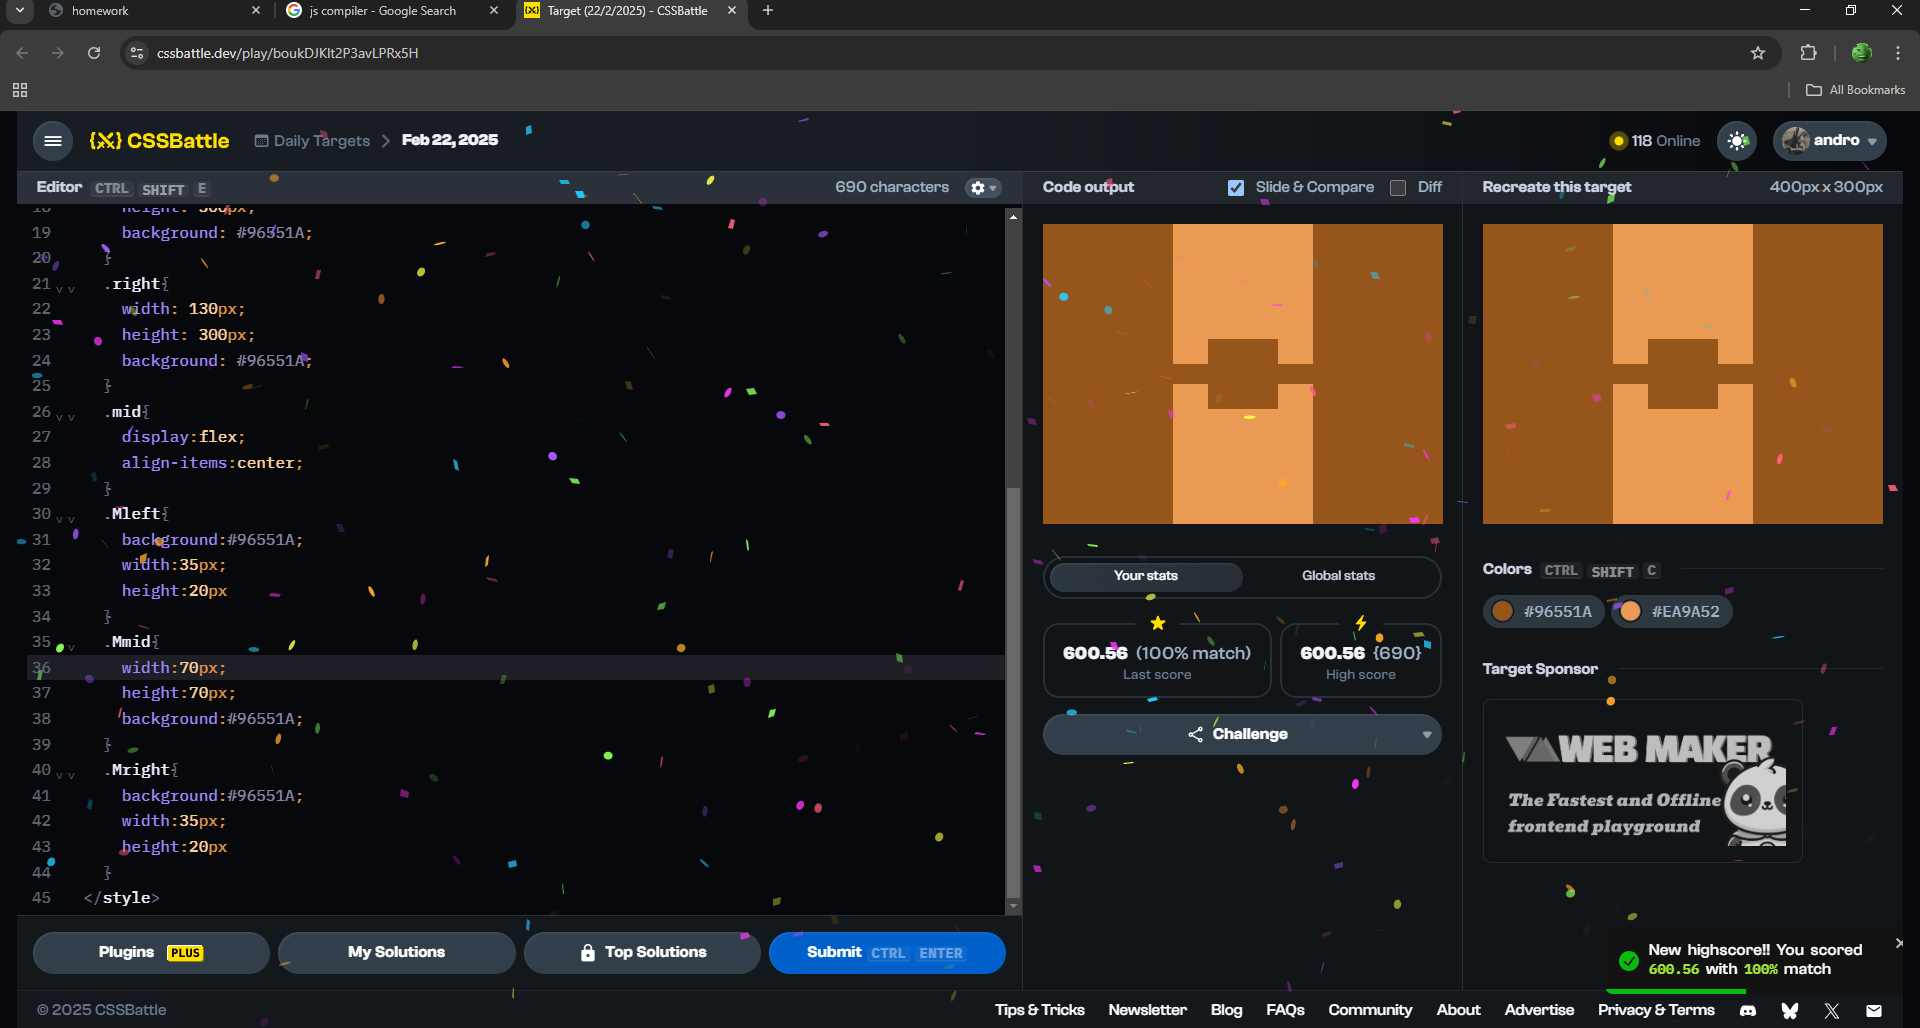 homework
js compiler - Google Search
Target (22/2/2025) - CSSBattle
cssbattle.dev/play/boukDJKlt2P3avLPRx5H
All Bookmarks
CSSBattle
Daily Targets
Feb 22, 2025
118 Online
andro
Editor CTRL SHIFT E
690 characters
Code output
Slide & Compare
Diff
Recreate this target
400px x 300px
18 height: 300px;
19 background: #96551A;
20 }
21 .right{
22 width: 130px;
23 height: 300px;
24 background: #96551A;
25 }
26 .mid{
27 display:flex;
28 align-items:center;
29 }
30 .Mleft{
31 background:#96551A;
32 width:35px;
33 height:20px
34 }
35 .Mmid{
36 width:70px;
37 height:70px;
38 background:#96551A;
39 }
40 .Mright{
41 background:#96551A;
42 width:35px;
43 height:20px
44 }
45 </style>
Your stats
Global stats
600.56 (100% match)
Last score
600.56 {690}
High score
Challenge
Colors CTRL SHIFT C
#96551A
#EA9A52
Target Sponsor
WEB MAKER
The Fastest and Offline
frontend playground
Plugins PLUS
My Solutions
Top Solutions
Submit CTRL ENTER
New highscore!! You scored
600.56 with 100% match
© 2025 CSSBattle
Tips & Tricks
Newsletter
Blog
FAQs
Community
About
Advertise
Privacy & Terms